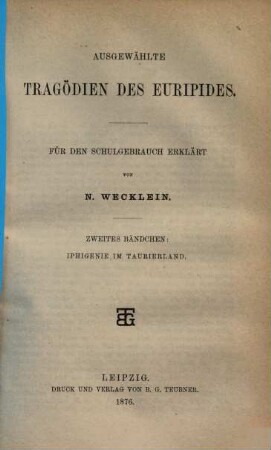 AUSGEWÄHLTE
TRAGÖDIEN DES EURIPIDES.
FÜR DEN SCHULGEBRAUCH ERKLÄRT
VON
N. WECKLEIN.
ZWEITES BÄNDCHEN:
IPHIGENIE IM TAURIERLAND.
BTG
LEIPZIG.
DRUCK UND VERLAG VON B. G. TEUBNER.
1876.